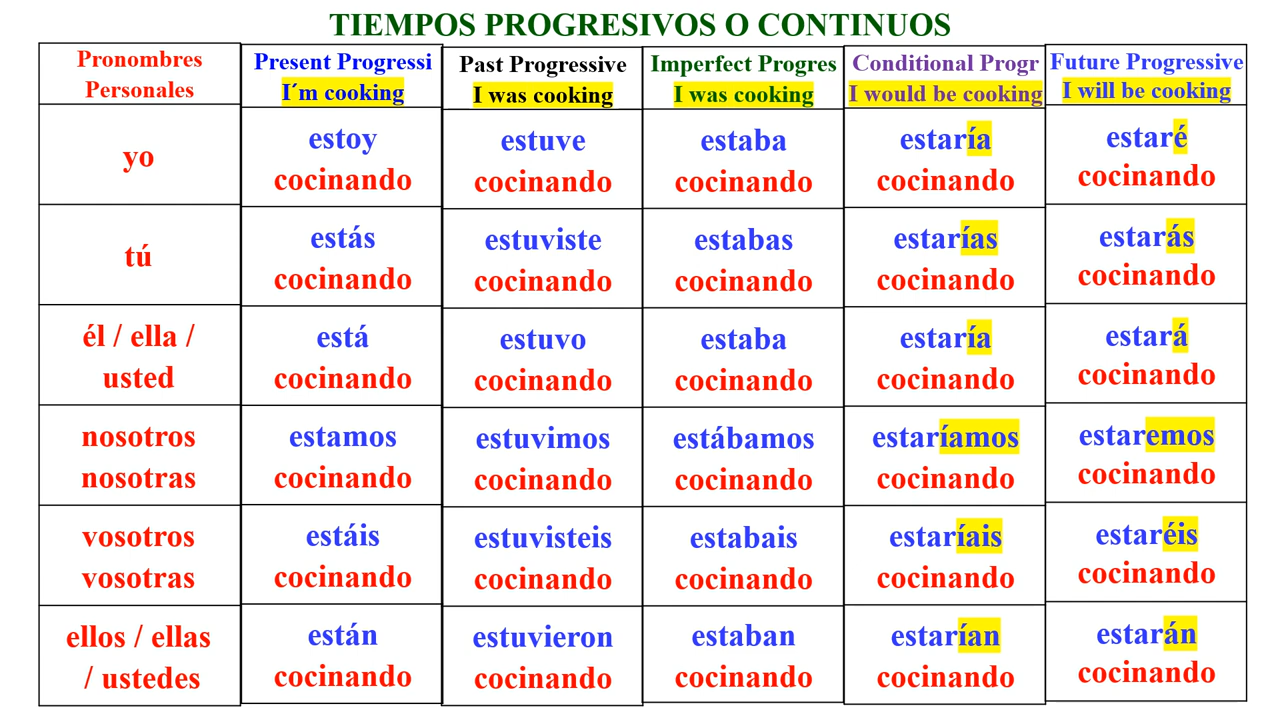 TIEMPOS PROGRESIVOS O CONTINUOS
Pronombres
Personales
Present Progressi
I´m cooking
Past Progressive
I was cooking
Imperfect Progres
I was cooking
Conditional Progr
I would be cooking
Future Progressive
I will be cooking
yo
estoy
cocinando
estuve
cocinando
estaba
cocinando
estaría
cocinando
estaré
cocinando
tú
estás
cocinando
estuviste
cocinando
estabas
cocinando
estarías
cocinando
estarás
cocinando
él / ella /
usted
está
cocinando
estuvo
cocinando
estaba
cocinando
estaría
cocinando
estará
cocinando
nosotros
nosotras
estamos
cocinando
estuvimos
cocinando
estábamos
cocinando
estaríamos
cocinando
estaremos
cocinando
vosotros
vosotras
estáis
cocinando
estuvisteis
cocinando
estabais
cocinando
estaríais
cocinando
estaréis
cocinando
ellos / ellas
/ ustedes
están
cocinando
estuvieron
cocinando
estaban
cocinando
estarían
cocinando
estarán
cocinando